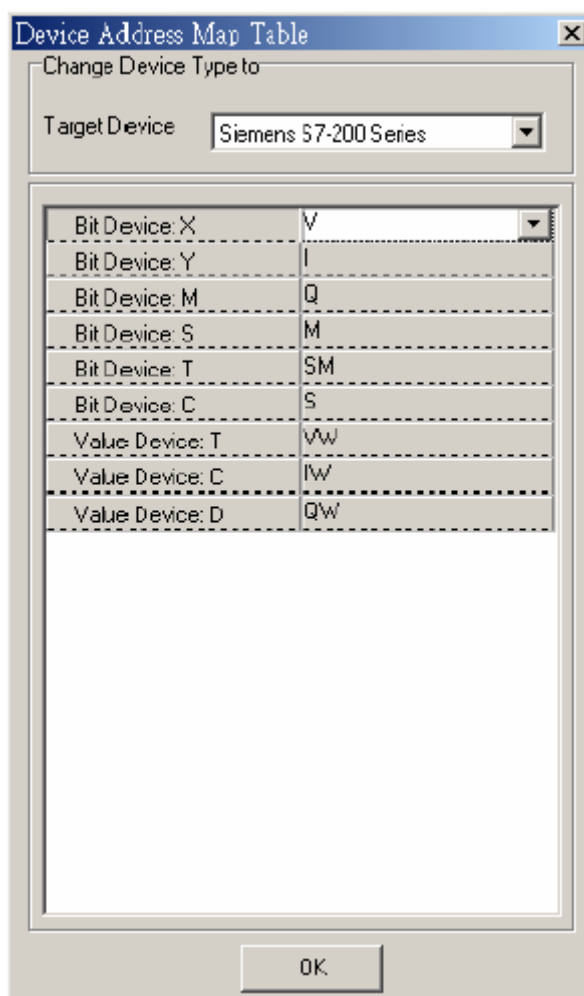 Device Address Map Table
Change Device Type to
Target Device Siemens S7-200 Series
Bit Device: X V
Bit Device: Y I
Bit Device: M Q
Bit Device: S M
Bit Device: T SM
Bit Device: C S
Value Device: T VW
Value Device: C IW
Value Device: D QW
OK